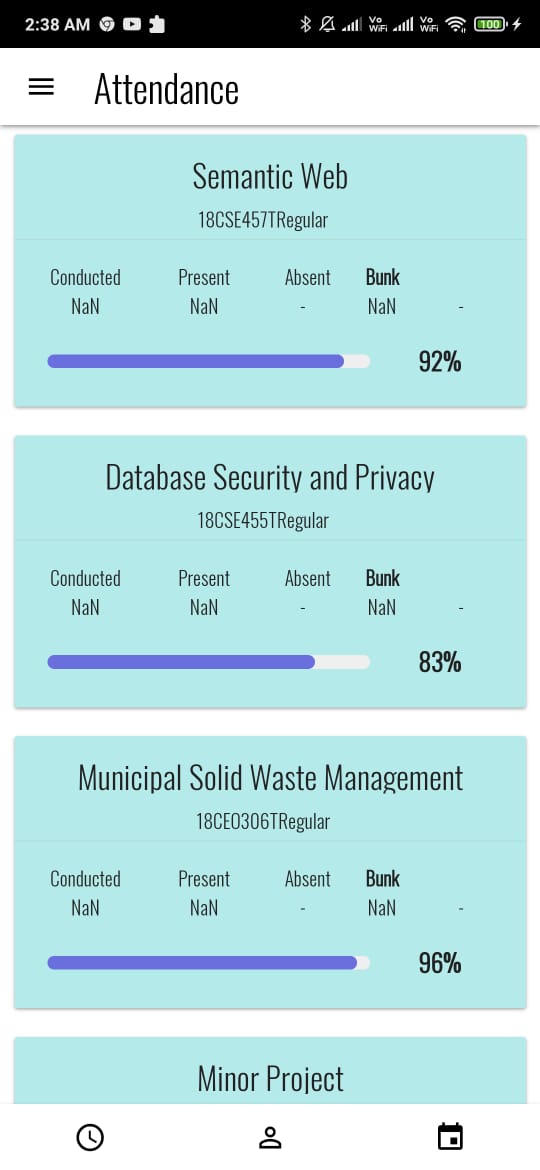 2:38 AM Vo WiFi Vo WiFi 100
Attendance
Semantic Web
18CSE457TRegular
Conducted Present Absent Bunk
NaN NaN - NaN -
92%
Database Security and Privacy
18CSE455TRegular
Conducted Present Absent Bunk
NaN NaN - NaN -
83%
Municipal Solid Waste Management
18CEO306TRegular
Conducted Present Absent Bunk
NaN NaN - NaN -
96%
Minor Project